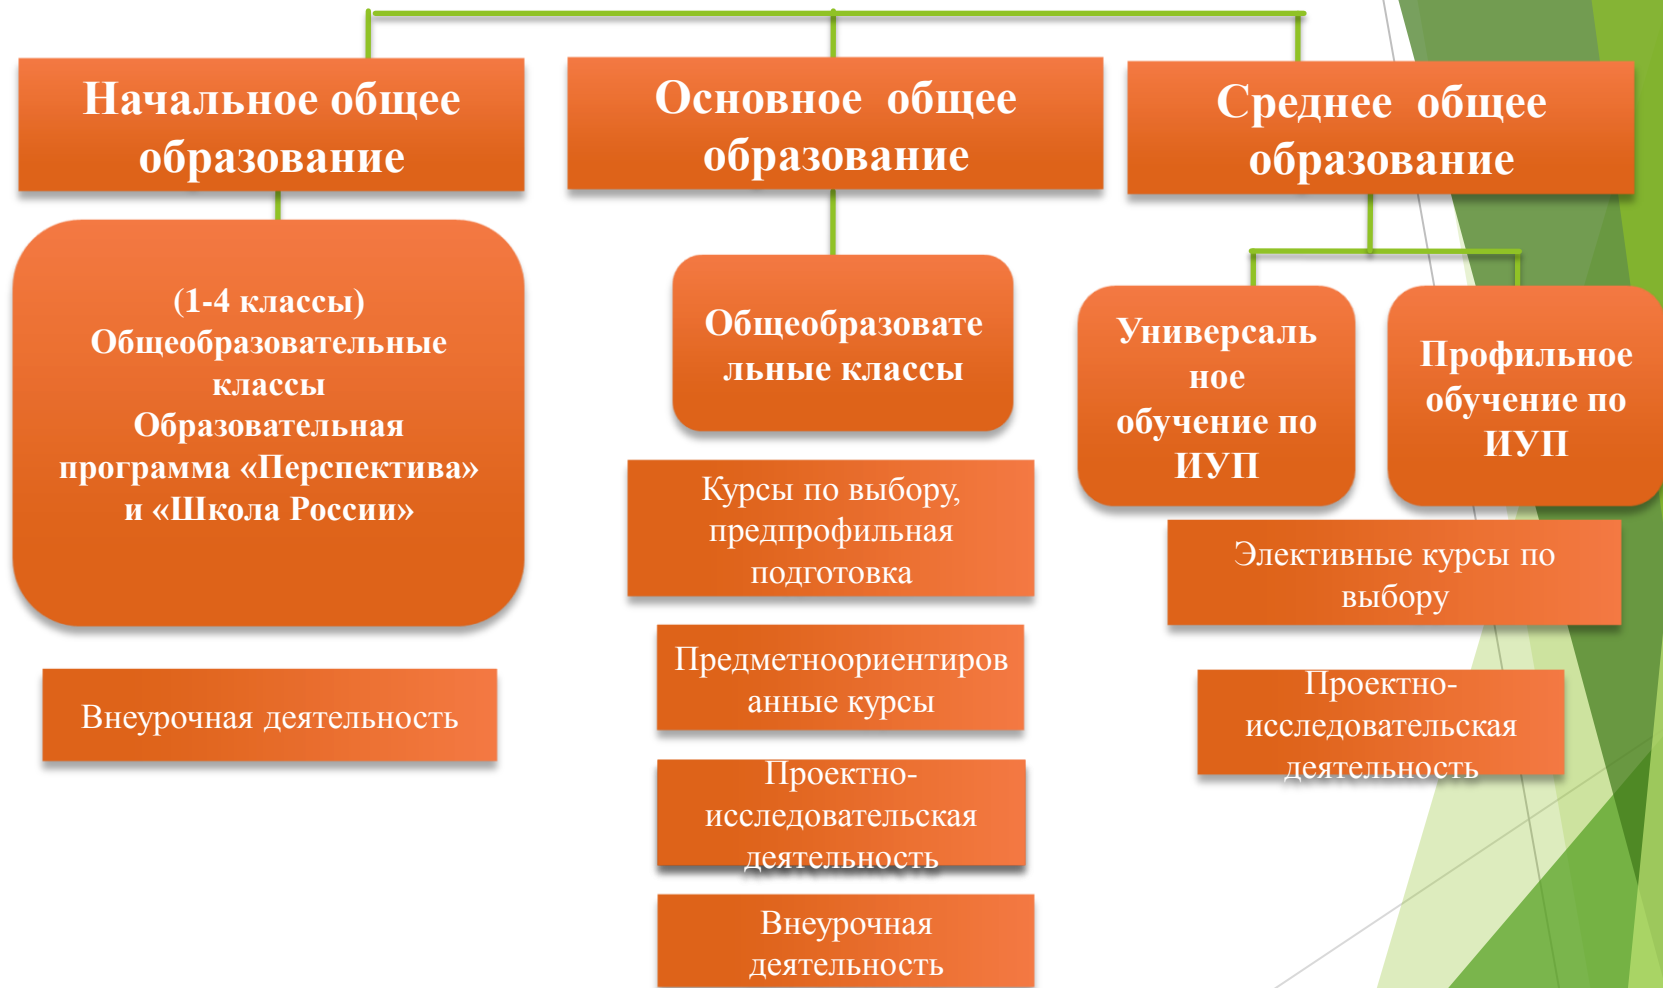 Начальное общее
образование
(1-4 классы)
Общеобразовательные
классы
Образовательная
программа «Перспектива»
и «Школа России»
Внеурочная деятельность
Основное общее
образование
Общеобразовате
льные классы
Курсы по выбору,
предпрофильная
подготовка
Предметноориентиров
анные курсы
Проектно-
исследовательская
деятельность
Внеурочная
деятельность
Среднее общее
образование
Универсаль
ное
обучение по
ИУП
Профильное
обучение по
ИУП
Элективные курсы по
выбору
Проектно-
исследовательская
деятельность